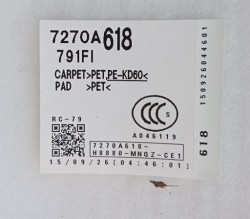 7270A618
791FI
CARPET>PET,PE-KD60<
PAD >PET<
RC-79
A046119
7270A618-
H8880-MNQZ-CE1
15/09/26(04:46:01)
150926044601
618